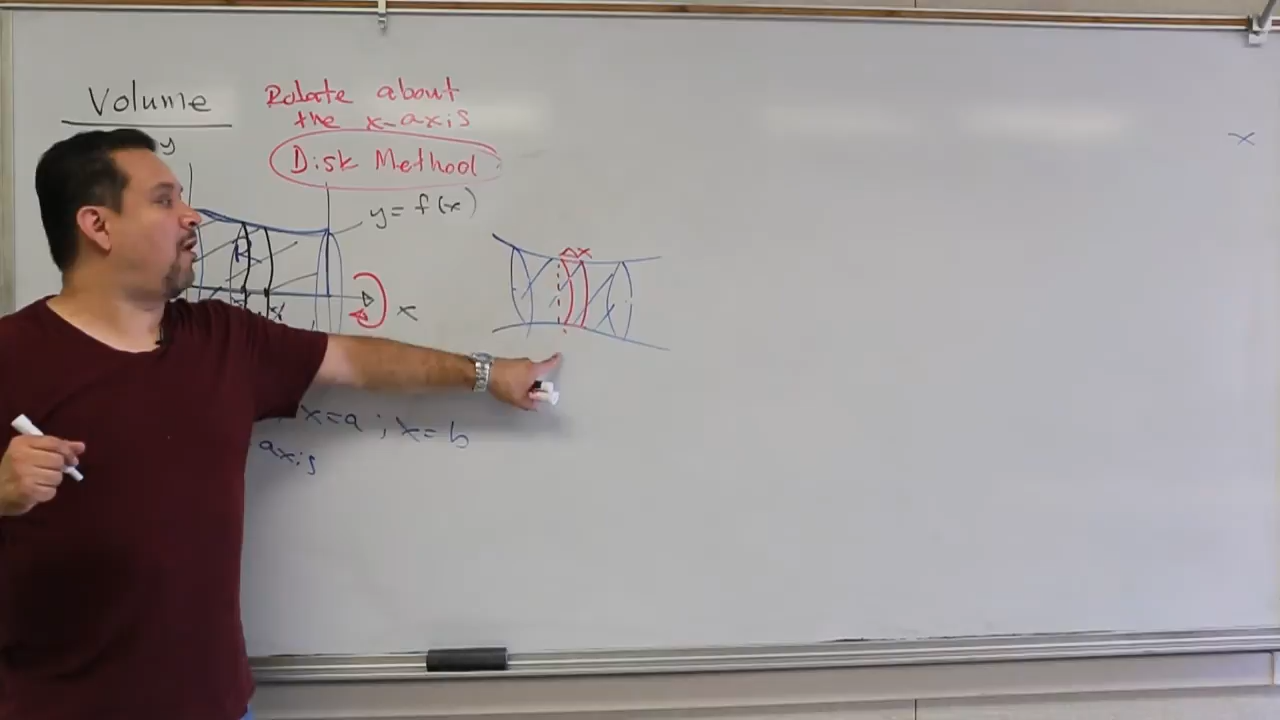 Volume
Rotate about
the x-axis
Disk Method
y
y = f(x)
R
x
Δx
x = a ; x = b
axis
x